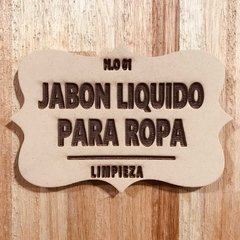 N.O 01
JABON LIQUIDO
PARA ROPA
LIMPIEZA